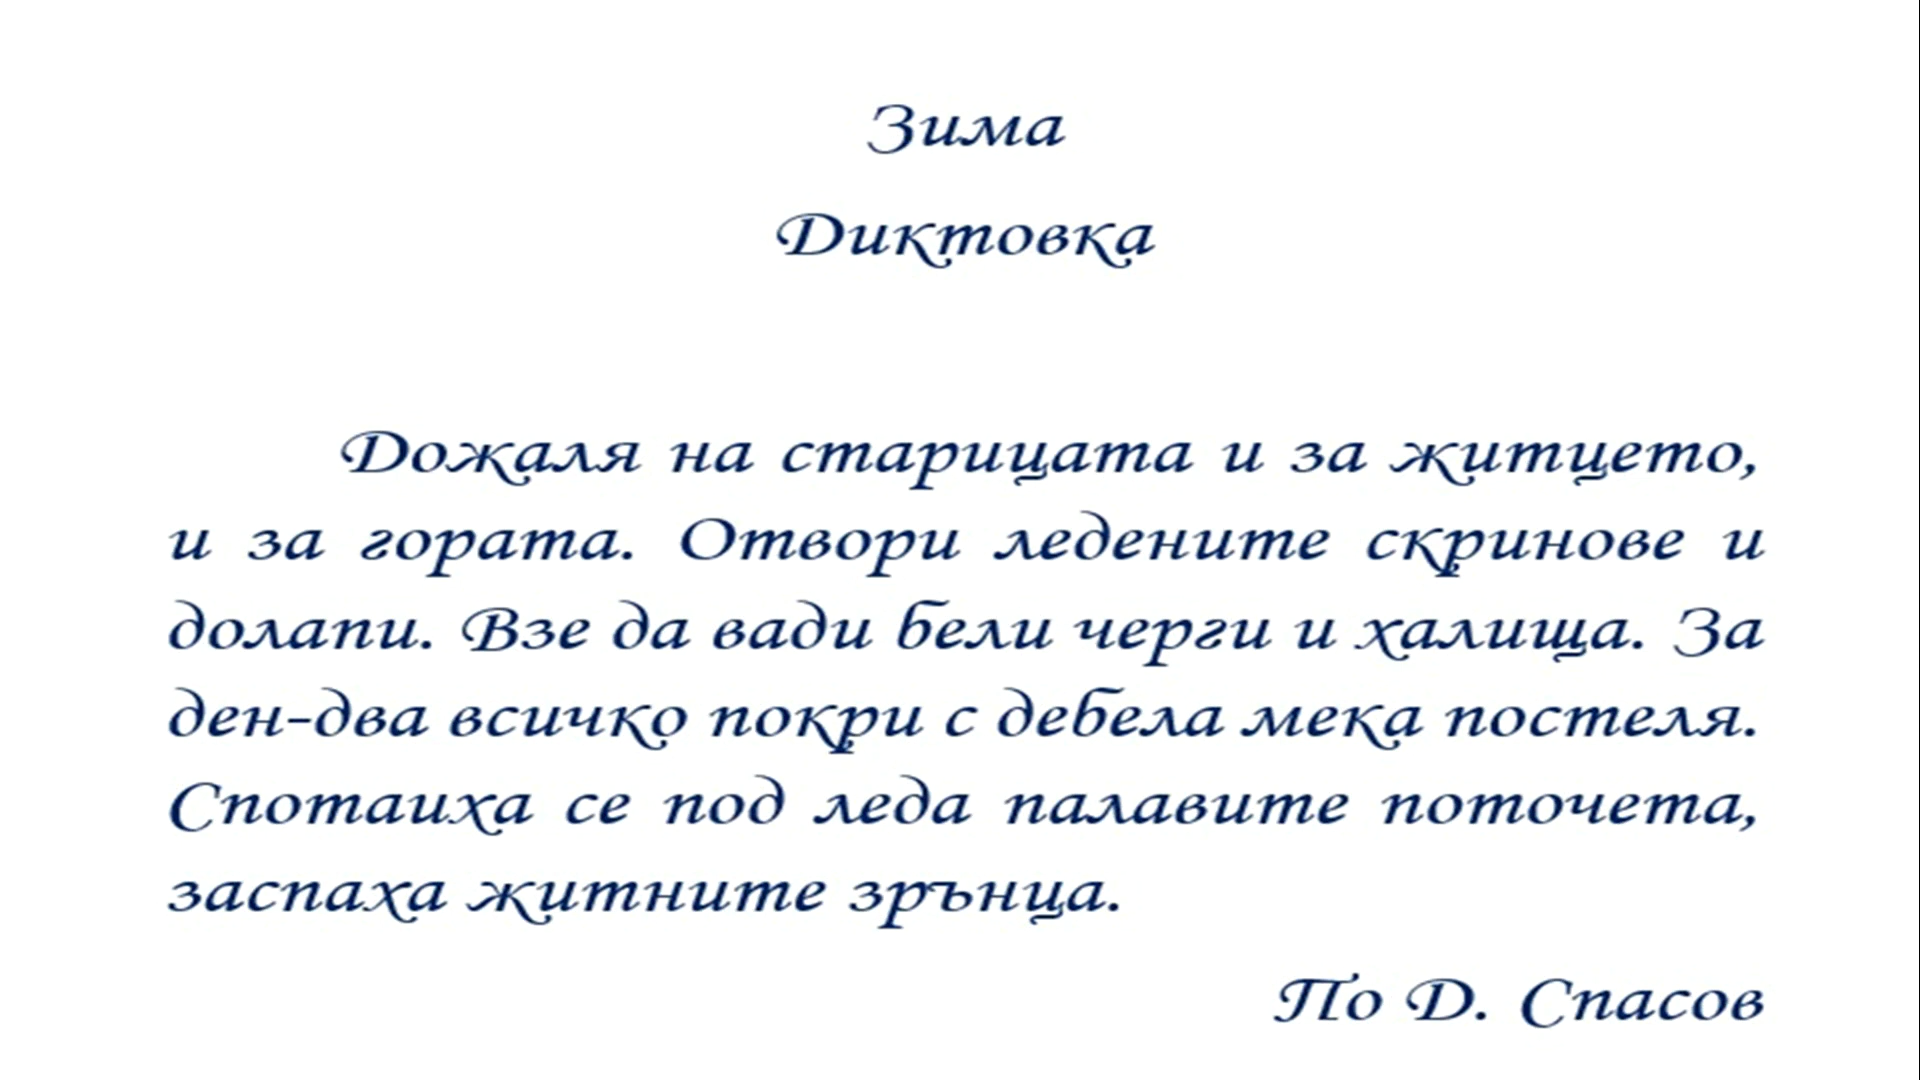 Зима
Диктовка
Дожаля на старицата и за житцето,
и за гората. Отвори ледените скринове и
долапи. Взе да вади бели черги и халища. За
ден-два всичко покри с дебела мека постеля.
Спотаиха се под леда палавите поточета,
заспаха житните зрънца.
По Д. Спасов